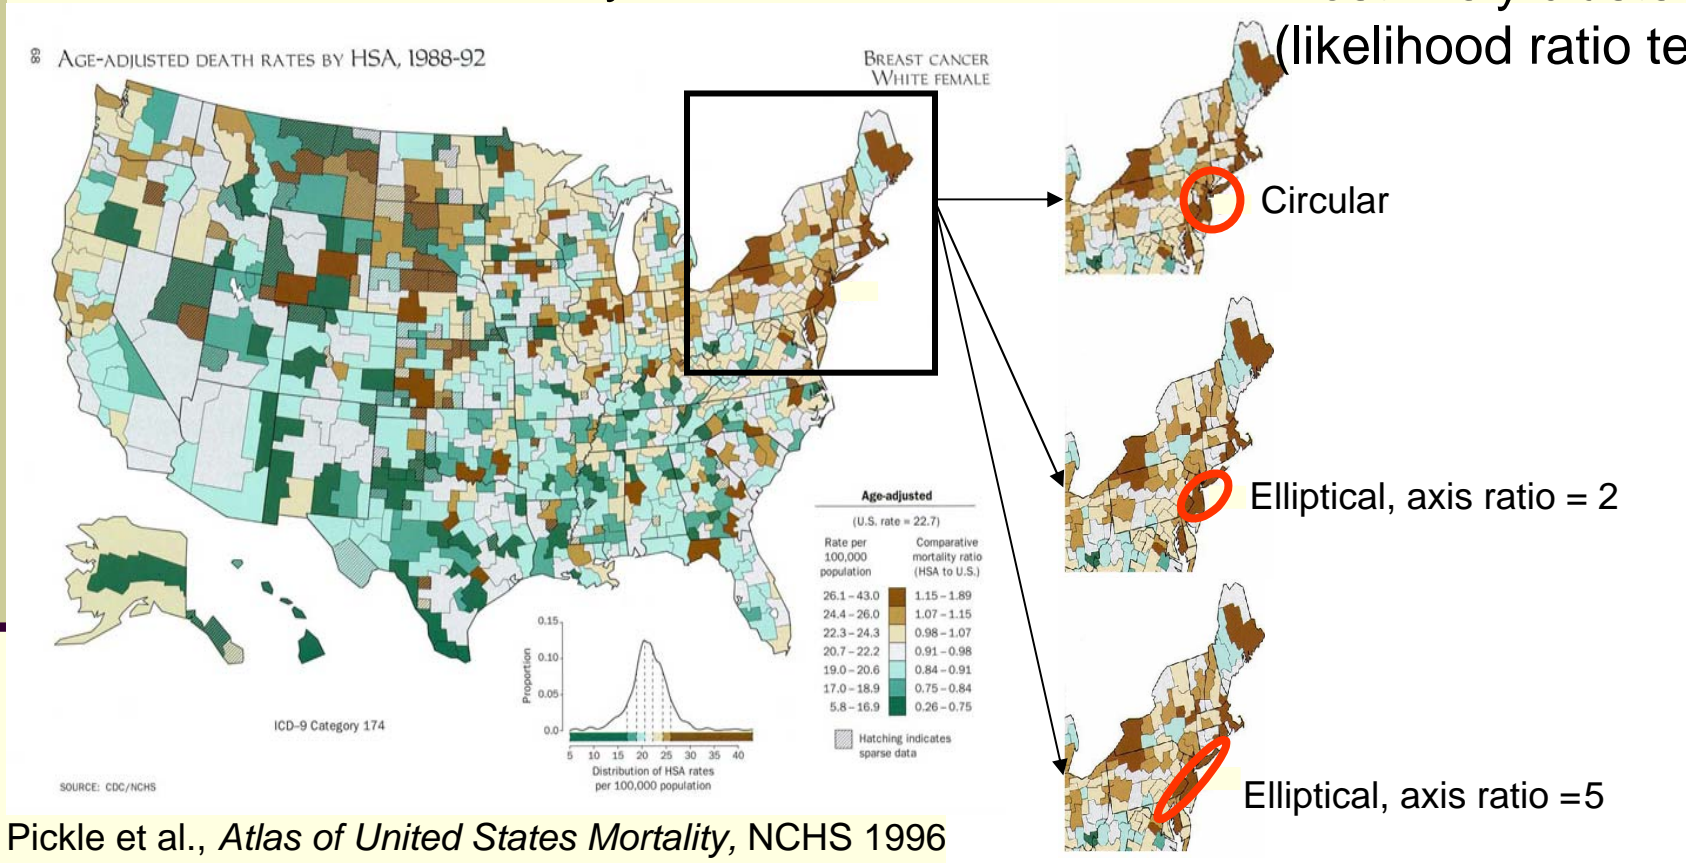 (likelihood ratio te
68
AGE-ADJUSTED DEATH RATES BY HSA, 1988-92
BREAST CANCER
WHITE FEMALE
Circular
Elliptical, axis ratio = 2
Elliptical, axis ratio =5
Age-adjusted
(U.S. rate = 22.7)
Rate per
100,000
population
Comparative
mortality ratio
(HSA to U.S.)
26.1–43.0 1.15–1.89
24.4–26.0 1.07–1.15
22.3–24.3 0.98–1.07
20.7–22.2 0.91–0.98
19.0–20.6 0.84–0.91
17.0–18.9 0.75–0.84
5.8–16.9 0.26–0.75
Hatching indicates
sparse data
0.15
0.10
0.05
0.0
Proportion
5 10 15 20 25 30 35 40
Distribution of HSA rates
per 100,000 population
ICD–9 Category 174
SOURCE: CDC/NCHS
Pickle et al., Atlas of United States Mortality, NCHS 1996